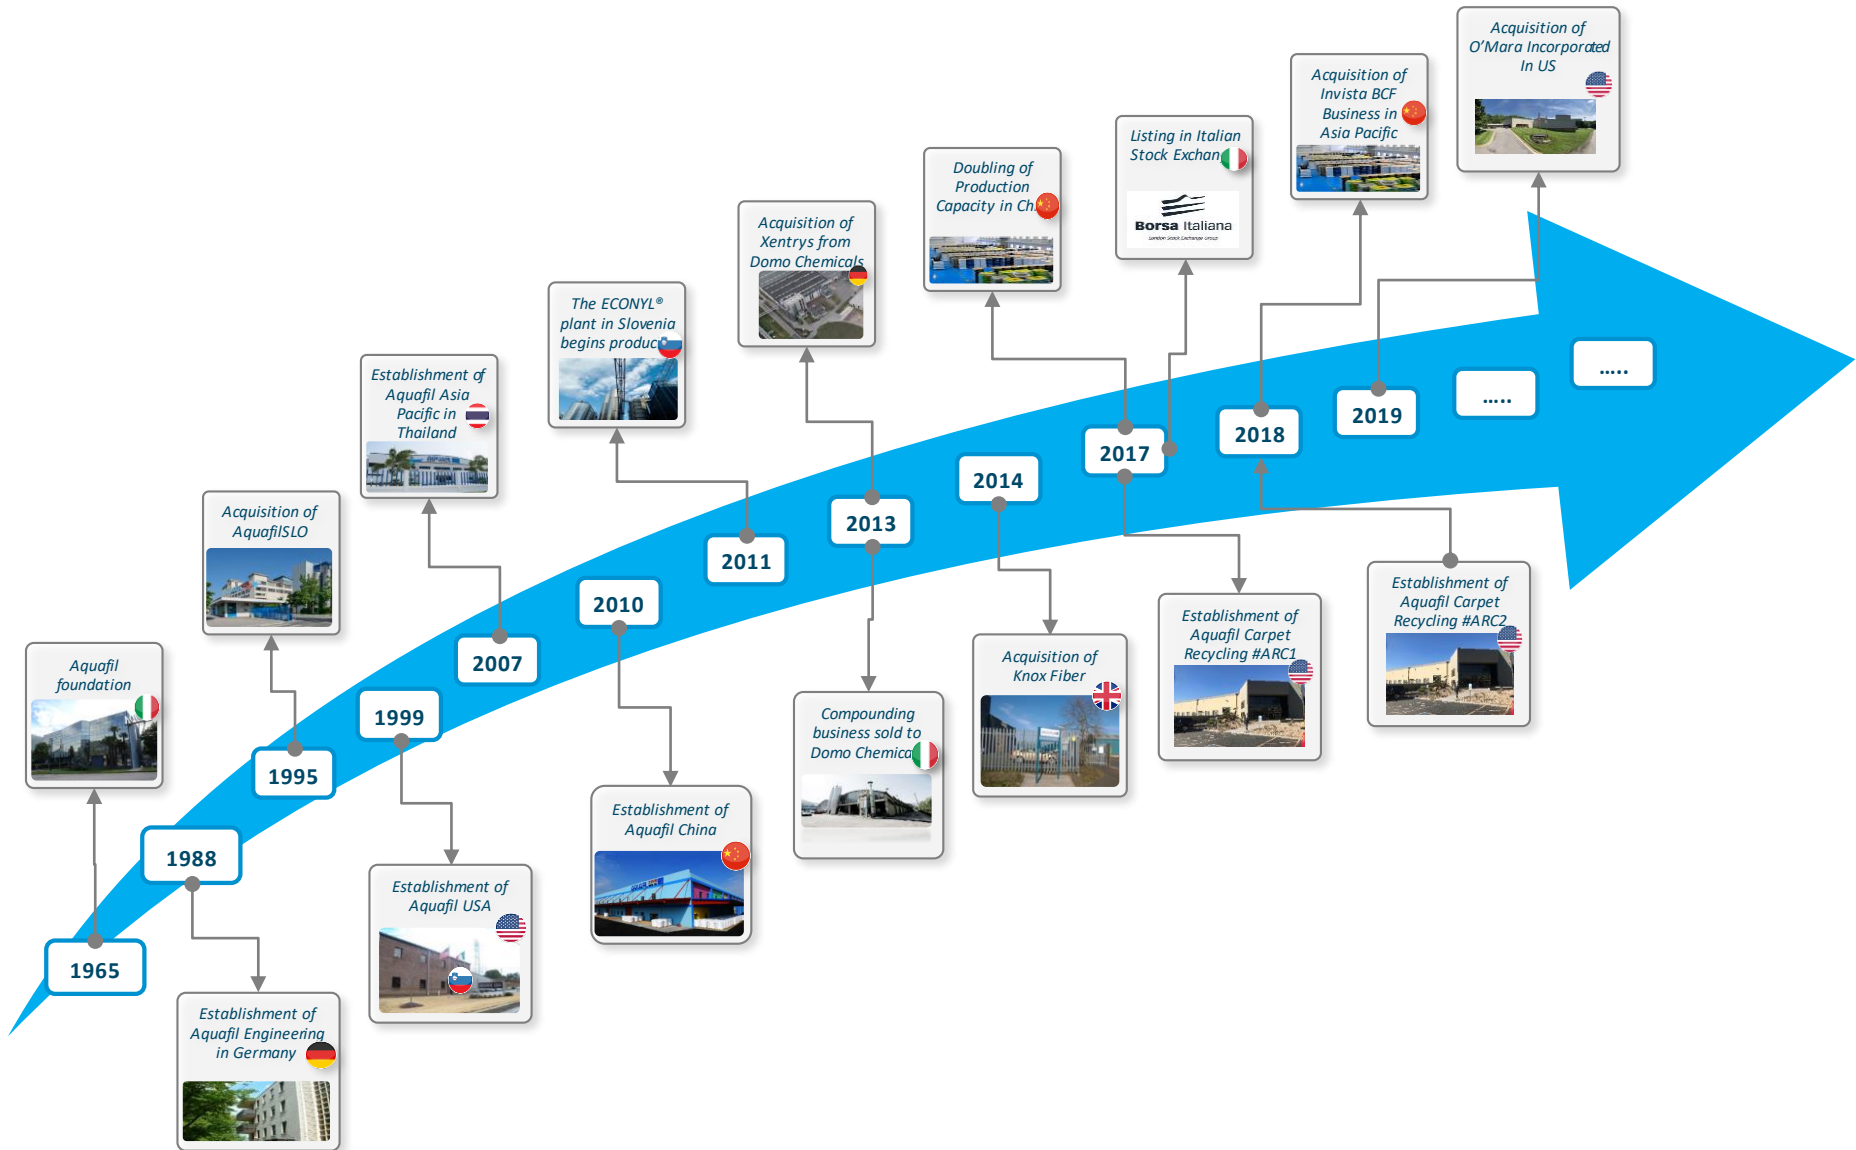 Acquisition of
O'Mara Incorporated
In US
Acquisition of
Invista BCF
Business in
Asia Pacific
Listing in Italian
Stock Exchan
Borsa Italiana
London Stock Exchange Group
Doubling of
Production
Capacity in Ch
Acquisition of
Xentrys from
Domo Chemicals
The ECONYL®
plant in Slovenia
begins produc
Establishment of
Aquafil Asia
Pacific in
Thailand
Acquisition of
AquafilSLO
Aquafil
foundation
1965
1988
1995
1999
2007
2010
2011
2013
2014
2017
2018
2019
.....
.....
Establishment of
Aquafil Engineering
in Germany
Establishment of
Aquafil USA
Establishment of
Aquafil China
Compounding
business sold to
Domo Chemica
Acquisition of
Knox Fiber
Establishment of
Aquafil Carpet
Recycling #ARC1
Establishment of
Aquafil Carpet
Recycling #ARC2